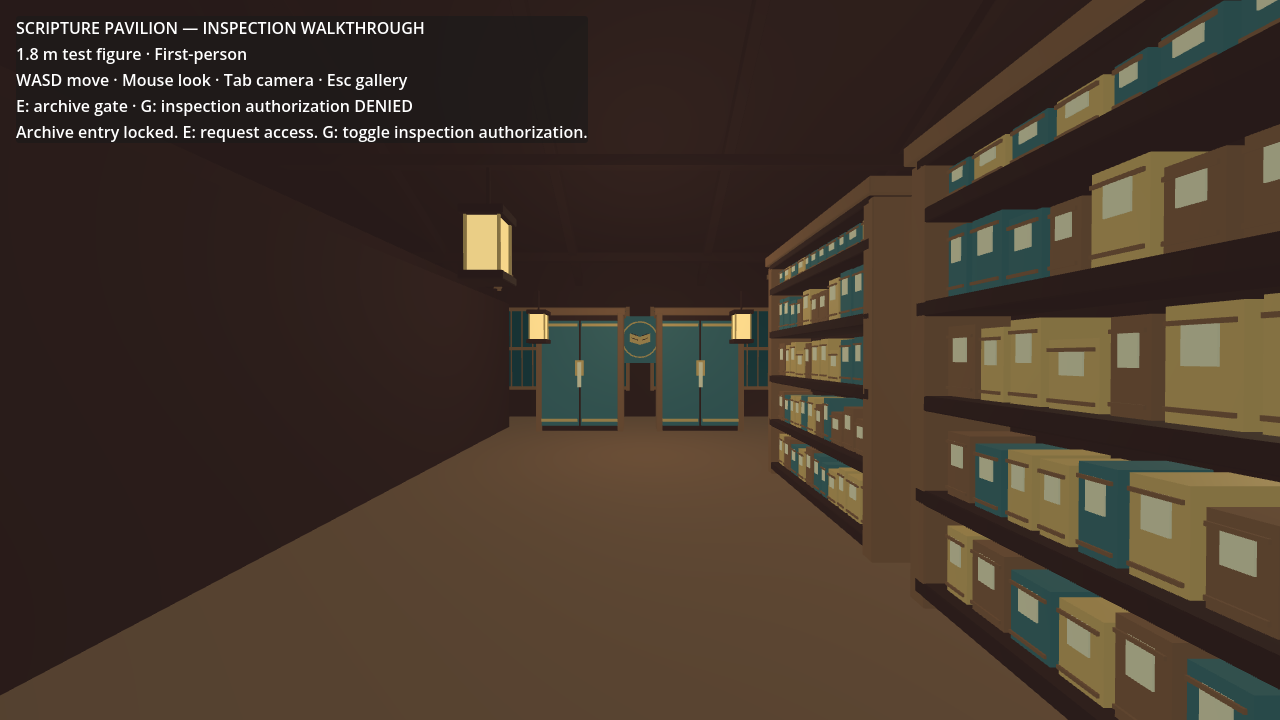 SCRIPTURE PAVILION — INSPECTION WALKTHROUGH
1.8 m test figure · First-person
WASD move · Mouse look · Tab camera · Esc gallery
E: archive gate · G: inspection authorization DENIED
Archive entry locked. E: request access. G: toggle inspection authorization.